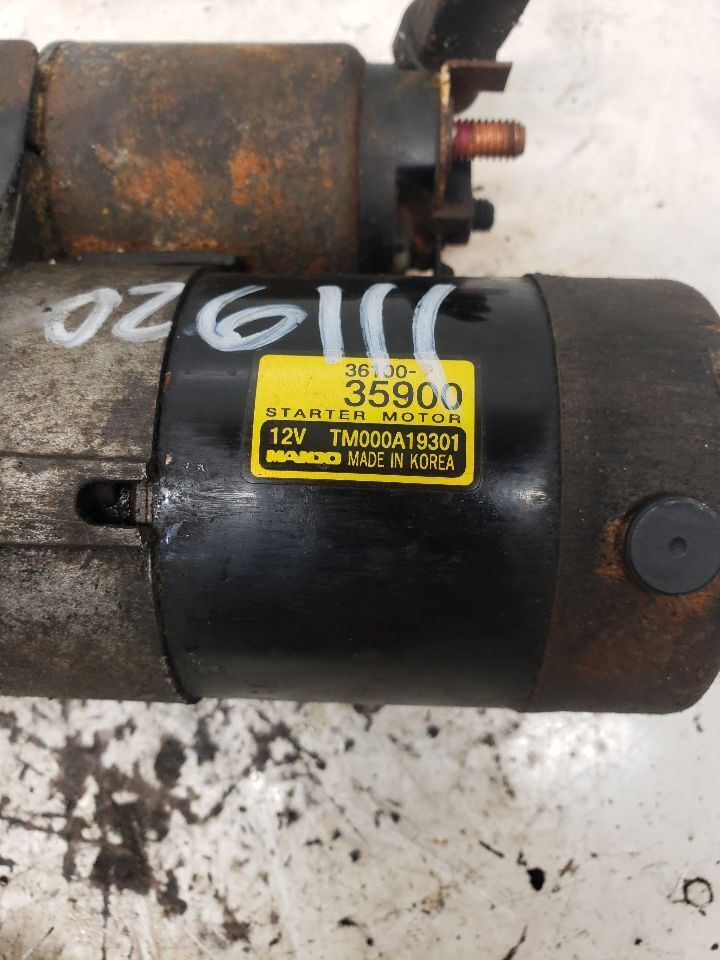 026111
36100-
35900
STARTER MOTOR
12V TM000A19301
MANDO MADE IN KOREA